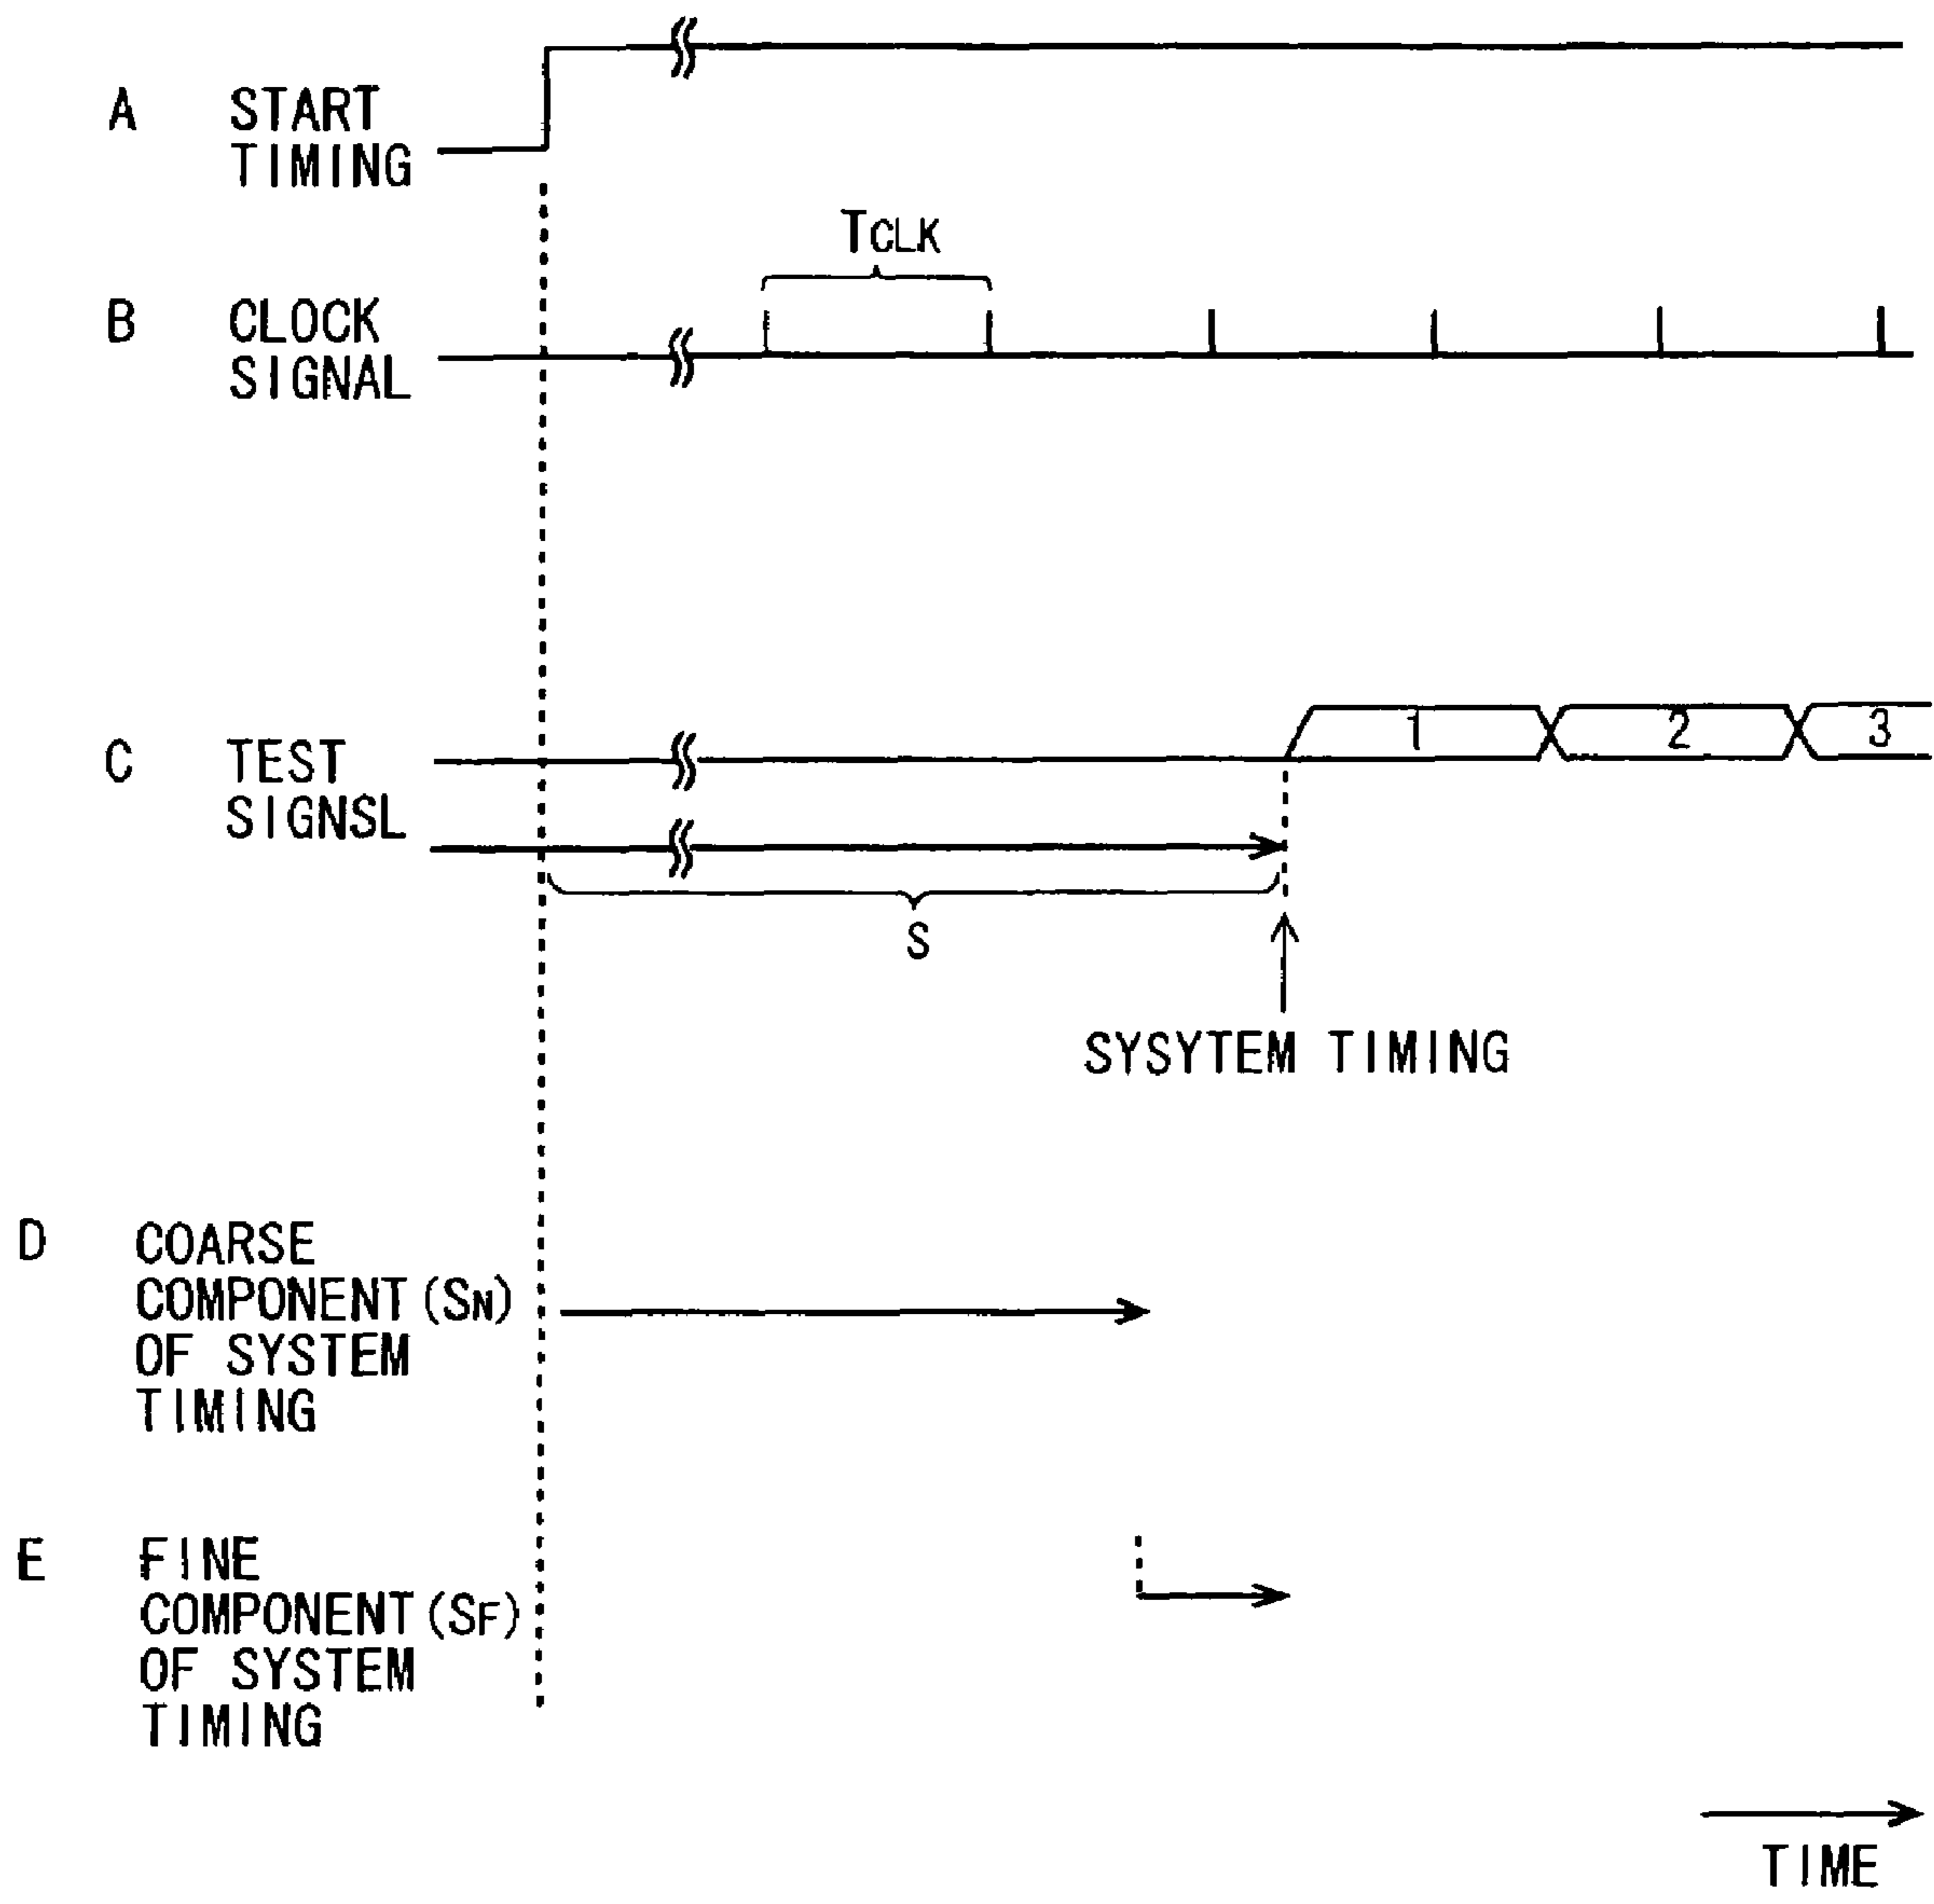 A START
TIMING
TCLK
B CLOCK
SIGNAL
1 2 3
C TEST
SIGNSL
S
SYSYTEM TIMING
D COARSE
COMPONENT (SN)
OF SYSTEM
TIMING
E FINE
COMPONENT (SF)
OF SYSTEM
TIMING
TIME